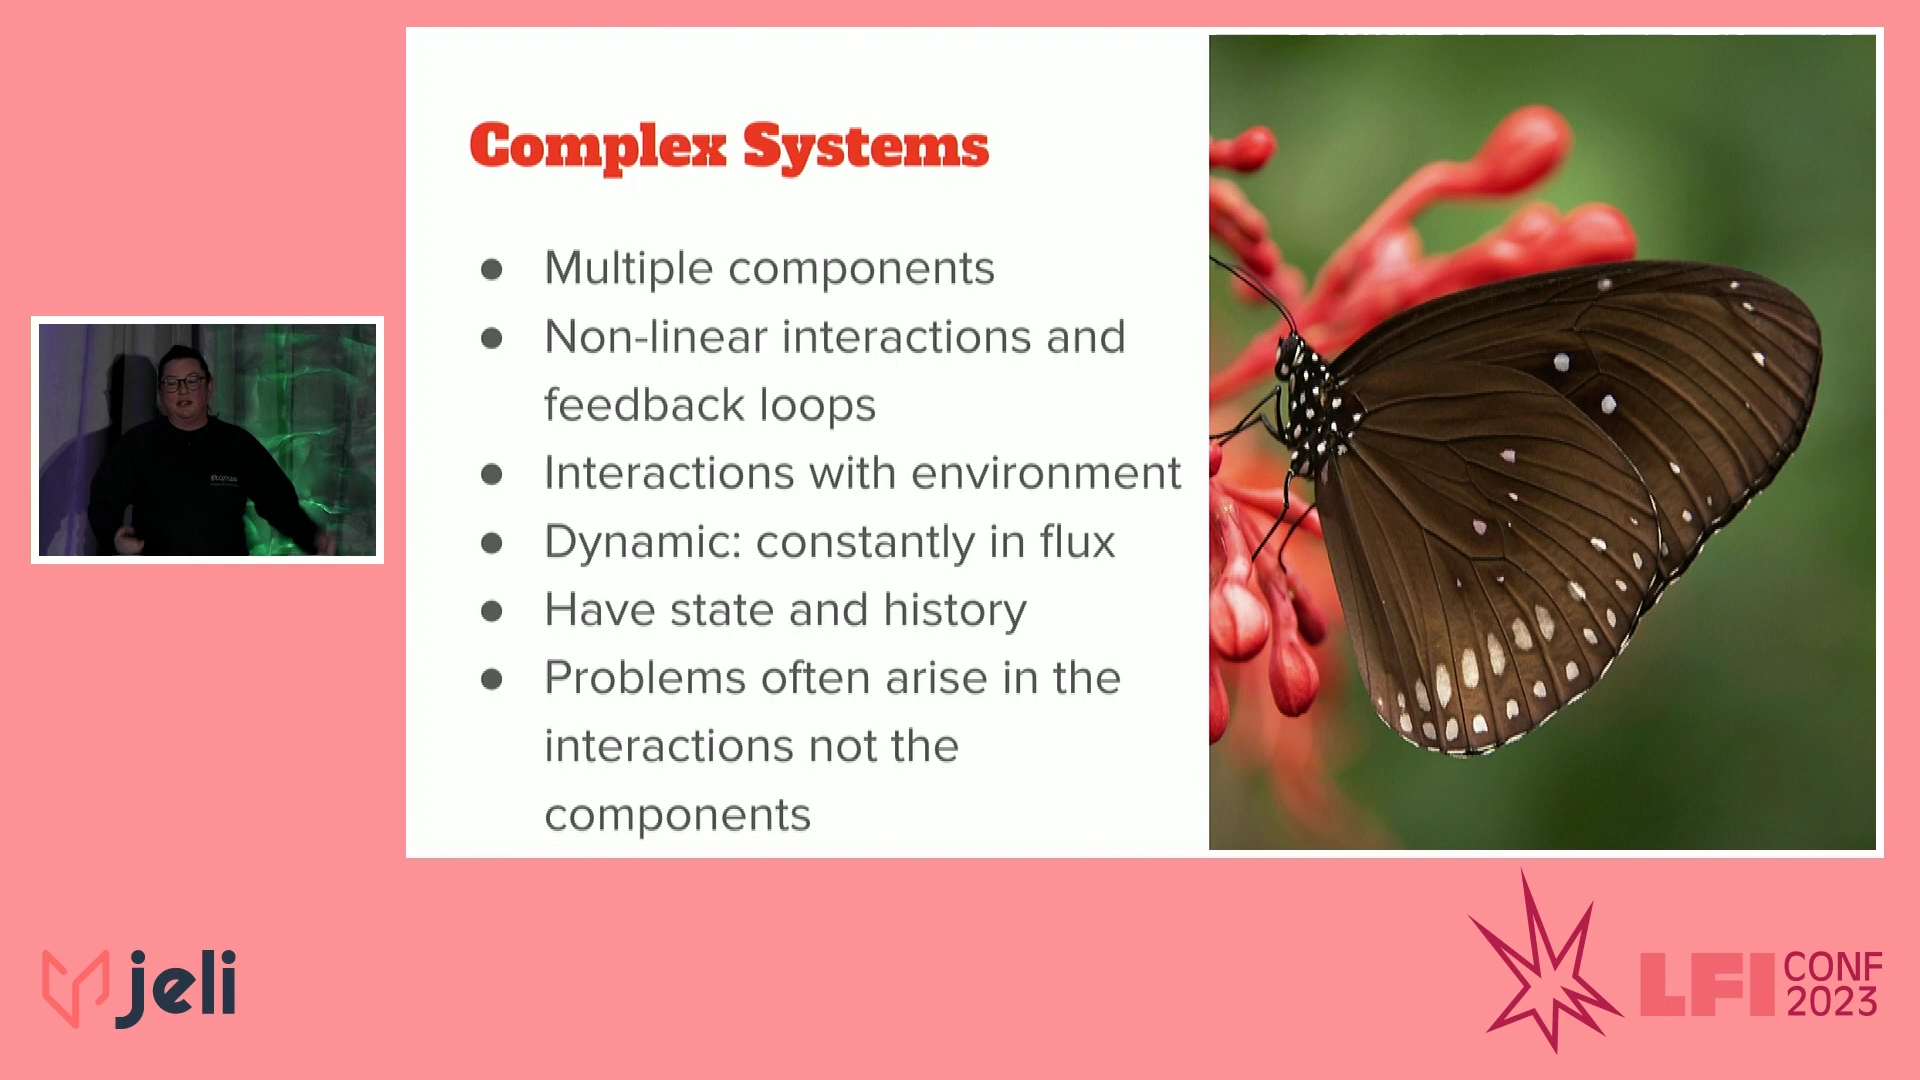 Complex Systems
● Multiple components
● Non-linear interactions and
feedback loops
● Interactions with environment
● Dynamic: constantly in flux
● Have state and history
● Problems often arise in the
interactions not the
components
jeli
LFI CONF
2023